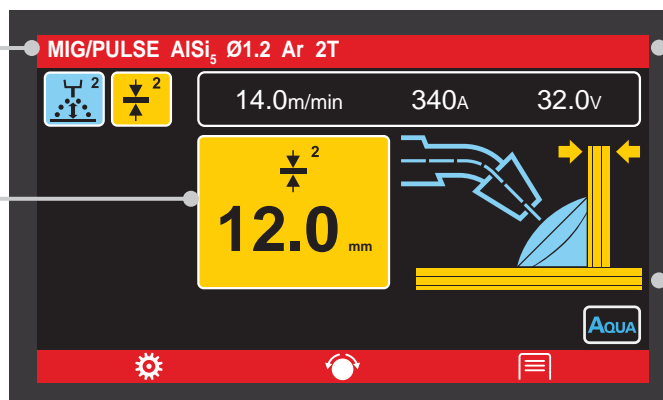 MIG/PULSE AlSi₅ Ø1.2 Ar 2T
2 2 14.0m/min 340A 32.0V
2
12.0 mm
AQUA